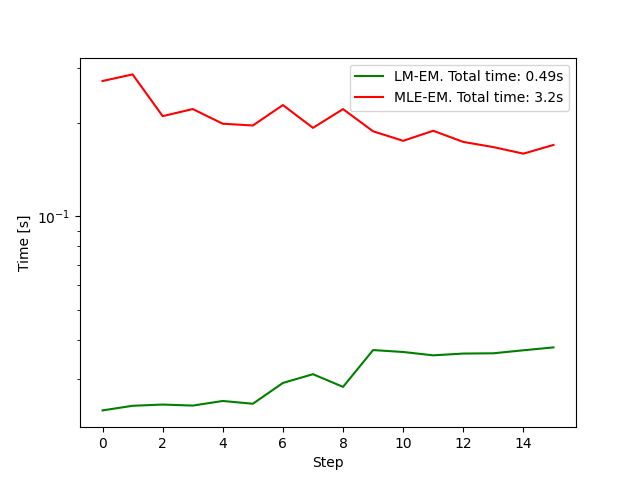 LM-EM. Total time: 0.49s
MLE-EM. Total time: 3.2s
Time [s]
10⁻¹
0 2 4 6 8 10 12 14
Step